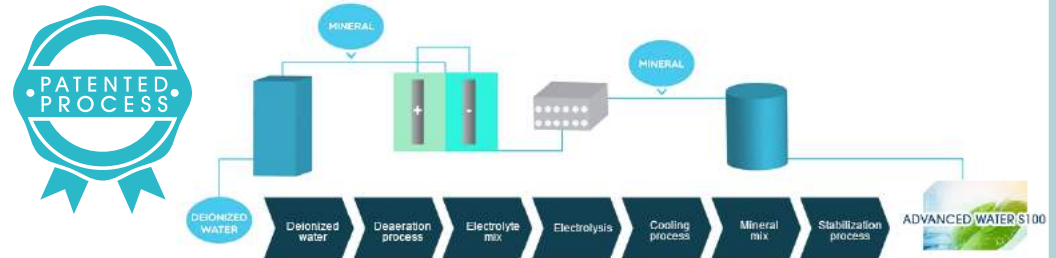 PATENTED
PROCESS
MINERAL
MINERAL
+
-
DEIONIZED
WATER
Deionized
water
Deaeration
process
Electrolyte
mix
Electrolysis
Cooling
process
Mineral
mix
Stabilization
process
ADVANCED WATER S100